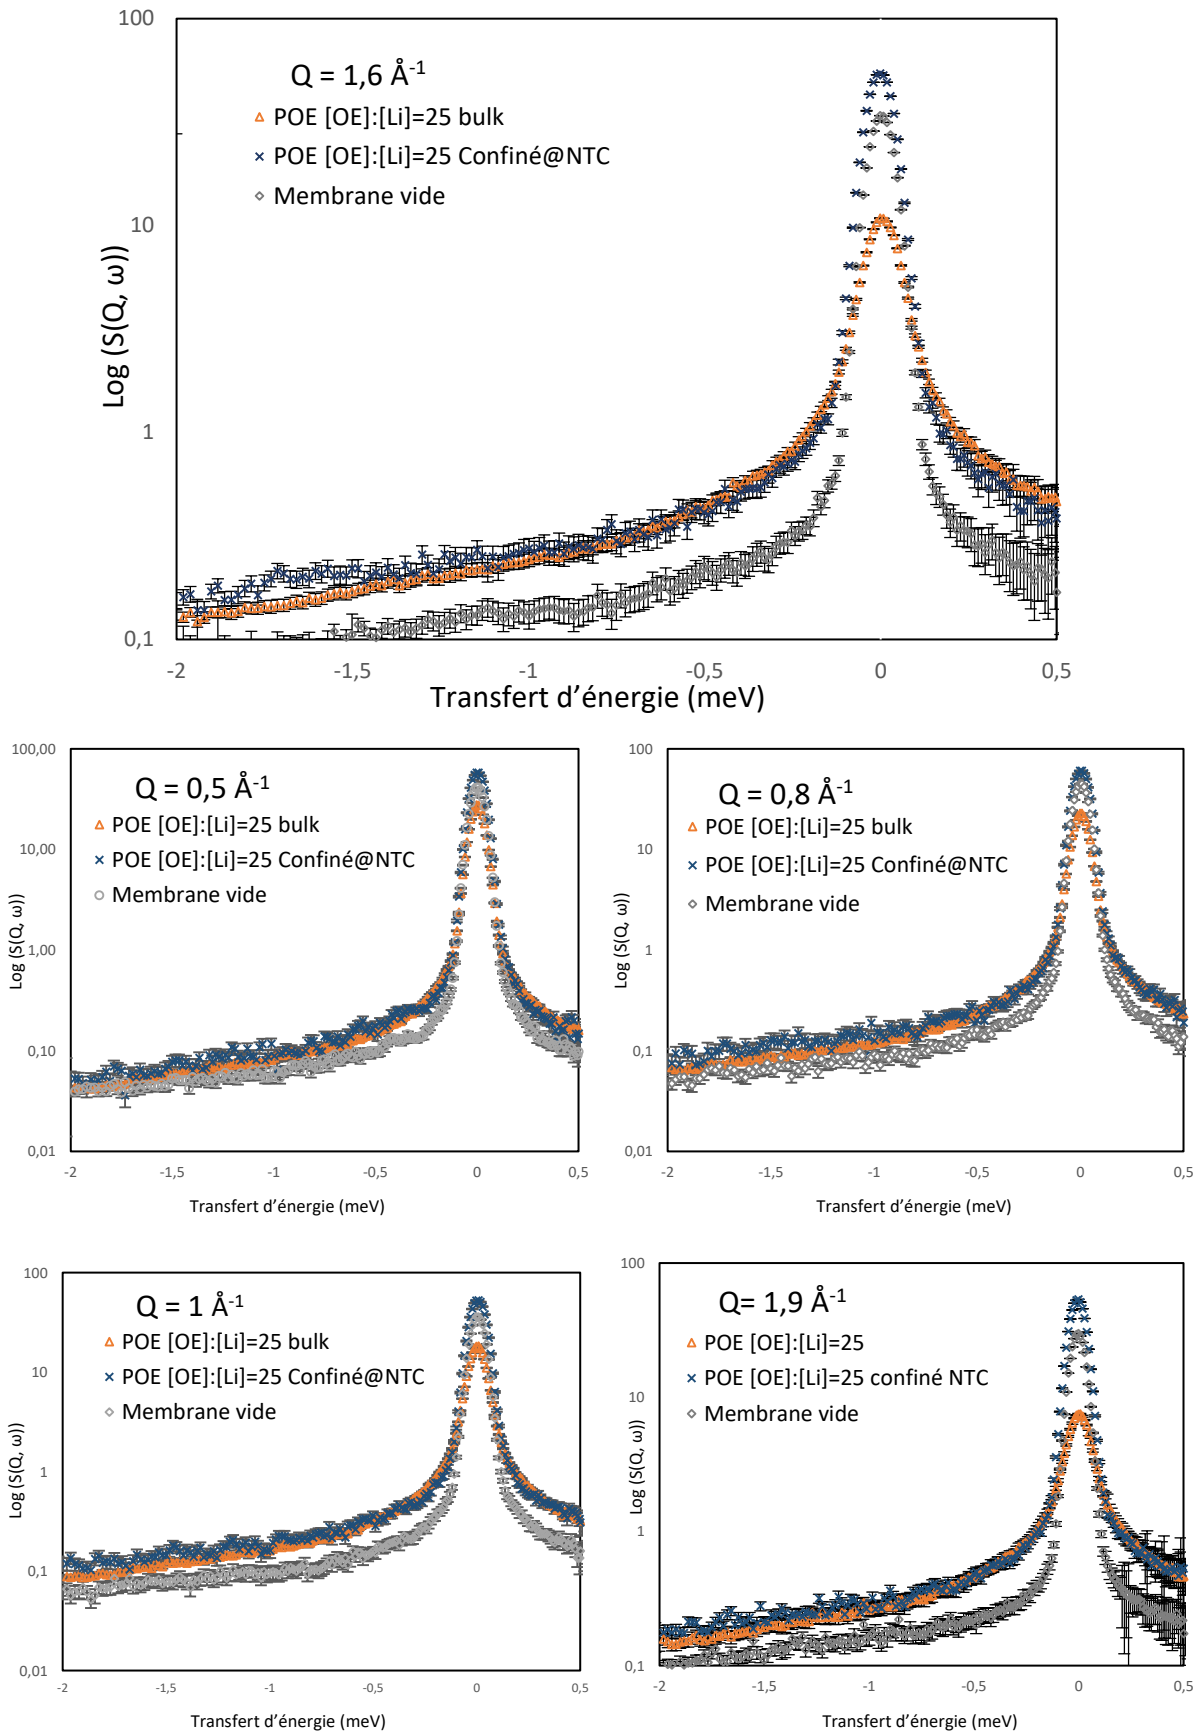 100
Q = 1,6 Å-1
POE [OE]:[Li]=25 bulk
POE [OE]:[Li]=25 Confiné@NTC
Membrane vide
10
1
0,1
Log (S(Q, ω))
-2
-1,5
-1
-0,5
0
0,5
Transfert d’énergie (meV)
100,00
Q = 0,5 Å-1
POE [OE]:[Li]=25 bulk
POE [OE]:[Li]=25 Confiné@NTC
Membrane vide
10,00
1,00
0,10
0,01
Log (S(Q, ω))
-2
-1,5
-1
-0,5
0
0,5
Transfert d’énergie (meV)
100
Q = 0,8 Å-1
POE [OE]:[Li]=25 bulk
POE [OE]:[Li]=25 Confiné@NTC
Membrane vide
10
1
0,1
0,01
Log (S(Q, ω))
-2
-1,5
-1
-0,5
0
0,5
Transfert d’énergie (meV)
100
Q = 1 Å-1
POE [OE]:[Li]=25 bulk
POE [OE]:[Li]=25 Confiné@NTC
Membrane vide
10
1
0,1
0,01
Log (S(Q, ω))
-2
-1,5
-1
-0,5
0
0,5
Transfert d’énergie (meV)
100
Q= 1,9 Å-1
POE [OE]:[Li]=25
POE [OE]:[Li]=25 confiné NTC
Membrane vide
10
1
0,1
Log (S(Q, ω))
-2
-1,5
-1
-0,5
0
0,5
Transfert d’énergie (meV)